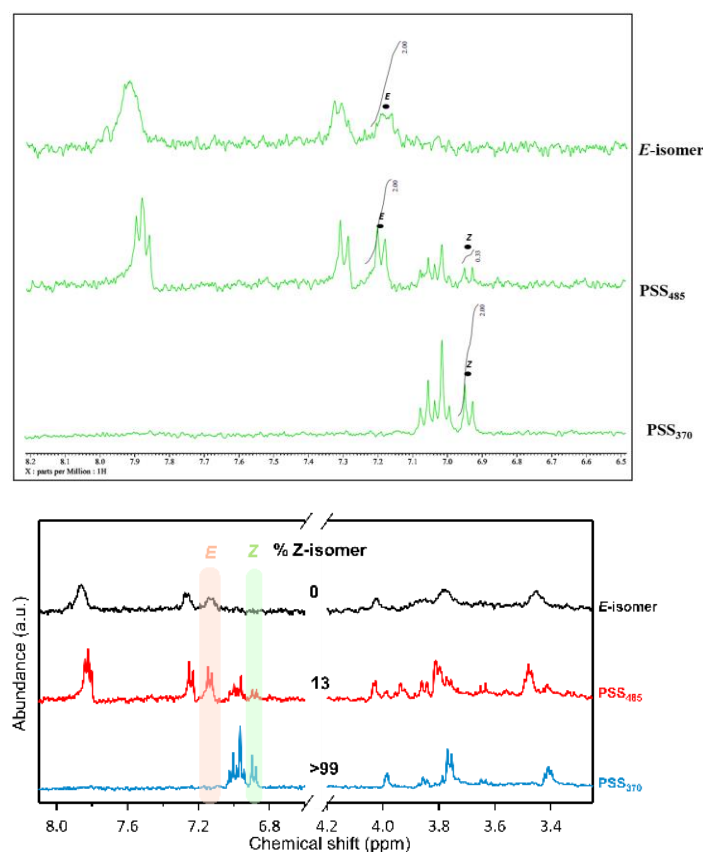 2.00
E
E-isomer
2.00
E
Z
0.33
PSS485
2.00
Z
PSS370
8.2 8.1 8.0 7.9 7.8 7.7 7.6 7.5 7.4 7.3 7.2 7.1 7.0 6.9 6.8 6.7 6.6 6.5
X : parts per Million : 1H
E Z % Z-isomer
0
E-isomer
13
PSS485
>99
PSS370
Abundance (a.u.)
8.0 7.6 7.2 6.8 4.2 4.0 3.8 3.6 3.4
Chemical shift (ppm)